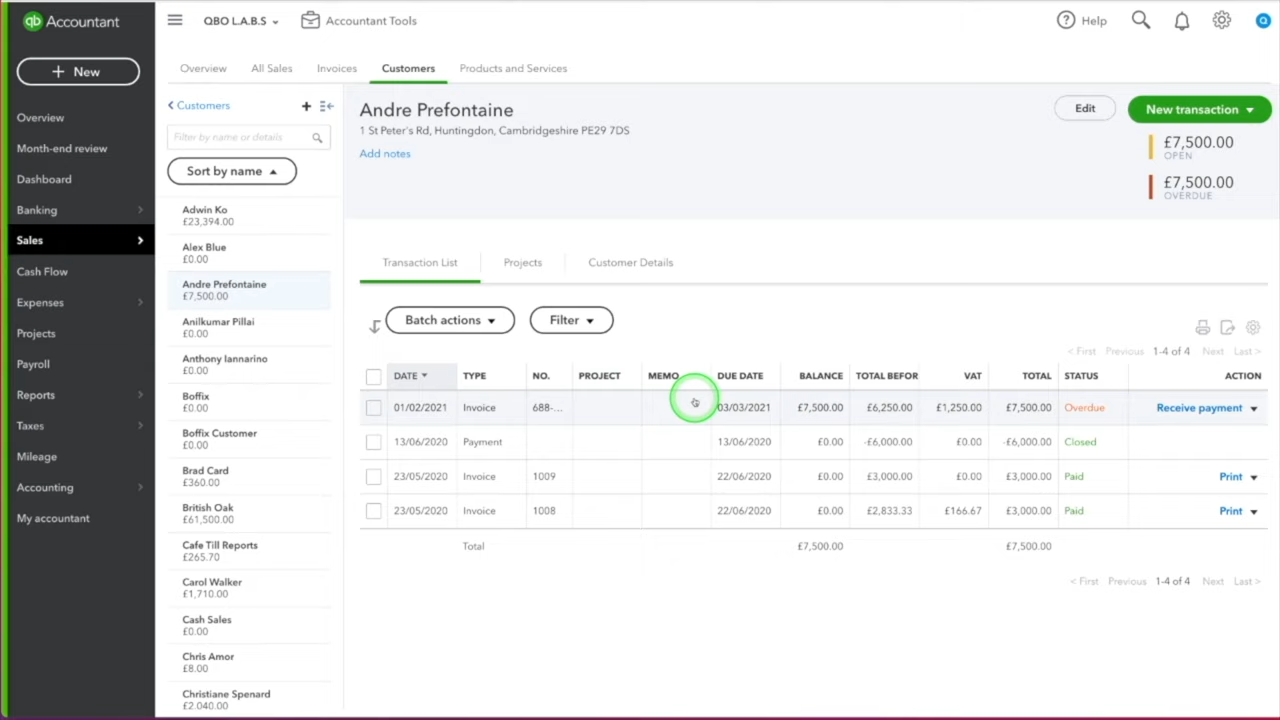 qb Accountant
QBO L.A.B.S
Accountant Tools
Help
Q
+ New
Overview
Month-end review
Dashboard
Banking
Sales
Cash Flow
Expenses
Projects
Payroll
Reports
Taxes
Mileage
Accounting
My accountant
Overview All Sales Invoices Customers Products and Services
< Customers
Filter by name or details
Sort by name
Adwin Ko
£23,394.00
Alex Blue
£0.00
Andre Prefontaine
£7,500.00
Anilkumar Pillai
£0.00
Anthony Iannarino
£0.00
Boffix
£0.00
Boffix Customer
£0.00
Brad Card
£360.00
British Oak
£61,500.00
Cafe Till Reports
£265.70
Carol Walker
£1,710.00
Cash Sales
£0.00
Chris Amor
£8.00
Christiane Spenard
£2,040.00
Andre Prefontaine
1 St Peter's Rd, Huntingdon, Cambridgeshire PE29 7DS
Add notes
Edit
New transaction
£7,500.00
OPEN
£7,500.00
OVERDUE
Transaction List Projects Customer Details
Batch actions Filter
< First Previous 1-4 of 4 Next Last >
DATE TYPE NO. PROJECT MEMO DUE DATE BALANCE TOTAL BEFOR VAT TOTAL STATUS ACTION
01/02/2021 Invoice 688-... 03/03/2021 £7,500.00 £6,250.00 £1,250.00 £7,500.00 Overdue Receive payment
13/06/2020 Payment 13/06/2020 £0.00 -£6,000.00 £0.00 -£6,000.00 Closed
23/05/2020 Invoice 1009 22/06/2020 £0.00 £3,000.00 £0.00 £3,000.00 Paid Print
23/05/2020 Invoice 1008 22/06/2020 £0.00 £2,833.33 £166.67 £3,000.00 Paid Print
Total £7,500.00 £7,500.00
< First Previous 1-4 of 4 Next Last >